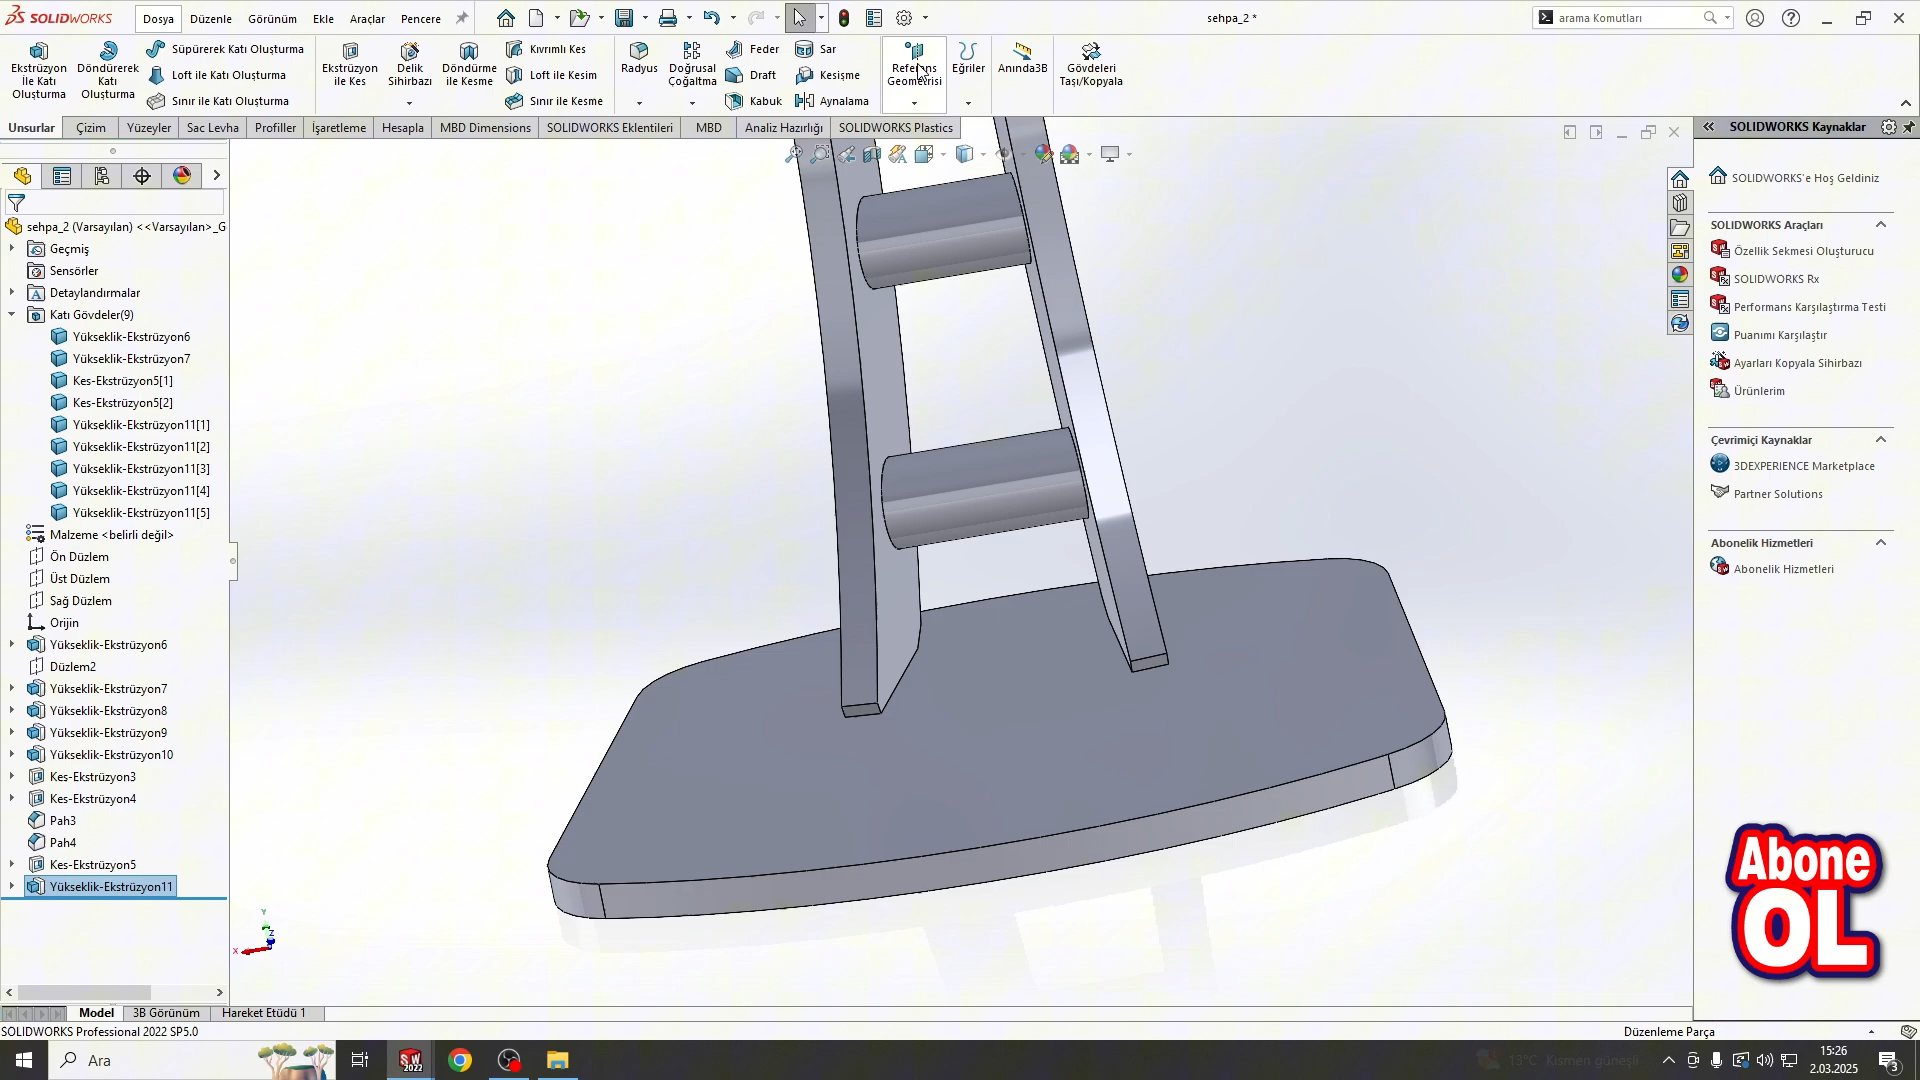 SOLIDWORKS
Dosya
Düzenle
Görünüm
Ekle
Araçlar
Pencere
sehpa_2 *
arama Komutları
Ekstrüzyon
İle Katı
Oluşturma
Döndürerek
Katı
Oluşturma
Süpürerek Katı Oluşturma
Loft ile Katı Oluşturma
Sınır ile Katı Oluşturma
Ekstrüzyon
ile Kes
Delik
Sihirbazı
Döndürme
ile Kesme
Kıvrımlı Kes
Loft ile Kesim
Sınır ile Kesme
Radyus
Doğrusal
Çoğaltma
Feder
Draft
Kabuk
Sar
Kesişme
Aynalama
Referans
Geometrisi
Eğriler
Anında3B
Gövdeleri
Taşı/Kopyala
Unsurlar
Çizim
Yüzeyler
Sac Levha
Profiller
İşaretleme
Hesapla
MBD Dimensions
SOLIDWORKS Eklentileri
MBD
Analiz Hazırlığı
SOLIDWORKS Plastics
sehpa_2 (Varsayılan) <<Varsayılan>_G
Geçmiş
Sensörler
Detaylandırmalar
Katı Gövdeler(9)
Yükseklik-Ekstrüzyon6
Yükseklik-Ekstrüzyon7
Kes-Ekstrüzyon5[1]
Kes-Ekstrüzyon5[2]
Yükseklik-Ekstrüzyon11[1]
Yükseklik-Ekstrüzyon11[2]
Yükseklik-Ekstrüzyon11[3]
Yükseklik-Ekstrüzyon11[4]
Yükseklik-Ekstrüzyon11[5]
Malzeme <belirli değil>
Ön Düzlem
Üst Düzlem
Sağ Düzlem
Orijin
Yükseklik-Ekstrüzyon6
Düzlem2
Yükseklik-Ekstrüzyon7
Yükseklik-Ekstrüzyon8
Yükseklik-Ekstrüzyon9
Yükseklik-Ekstrüzyon10
Kes-Ekstrüzyon3
Kes-Ekstrüzyon4
Pah3
Pah4
Kes-Ekstrüzyon5
Yükseklik-Ekstrüzyon11
Y
Z
X
SOLIDWORKS Kaynaklar
SOLIDWORKS'e Hoş Geldiniz
SOLIDWORKS Araçları
Özellik Sekmesi Oluşturucu
SOLIDWORKS Rx
Performans Karşılaştırma Testi
Puanımı Karşılaştır
Ayarları Kopyala Sihirbazı
Ürünlerim
Çevrimiçi Kaynaklar
3DEXPERIENCE Marketplace
Partner Solutions
Abonelik Hizmetleri
Abonelik Hizmetleri
Abone
OL
Model
3B Görünüm
Hareket Etüdü 1
SOLIDWORKS Professional 2022 SP5.0
Düzenleme Parça
Ara
SW
2022
13°C Kısmen güneşli
15:26
2.03.2025
3